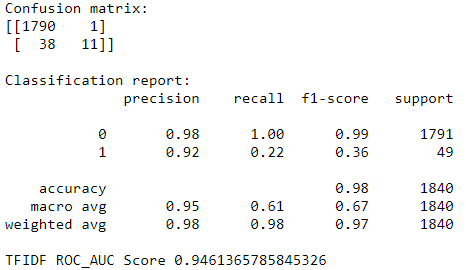 Confusion matrix:
[[1790    1]
 [  38   11]]
Classification report:
              precision    recall  f1-score   support
           0       0.98      1.00      0.99      1791
           1       0.92      0.22      0.36        49
    accuracy                           0.98      1840
   macro avg       0.95      0.61      0.67      1840
weighted avg       0.98      0.98      0.97      1840
TFIDF ROC_AUC Score 0.9461365785845326